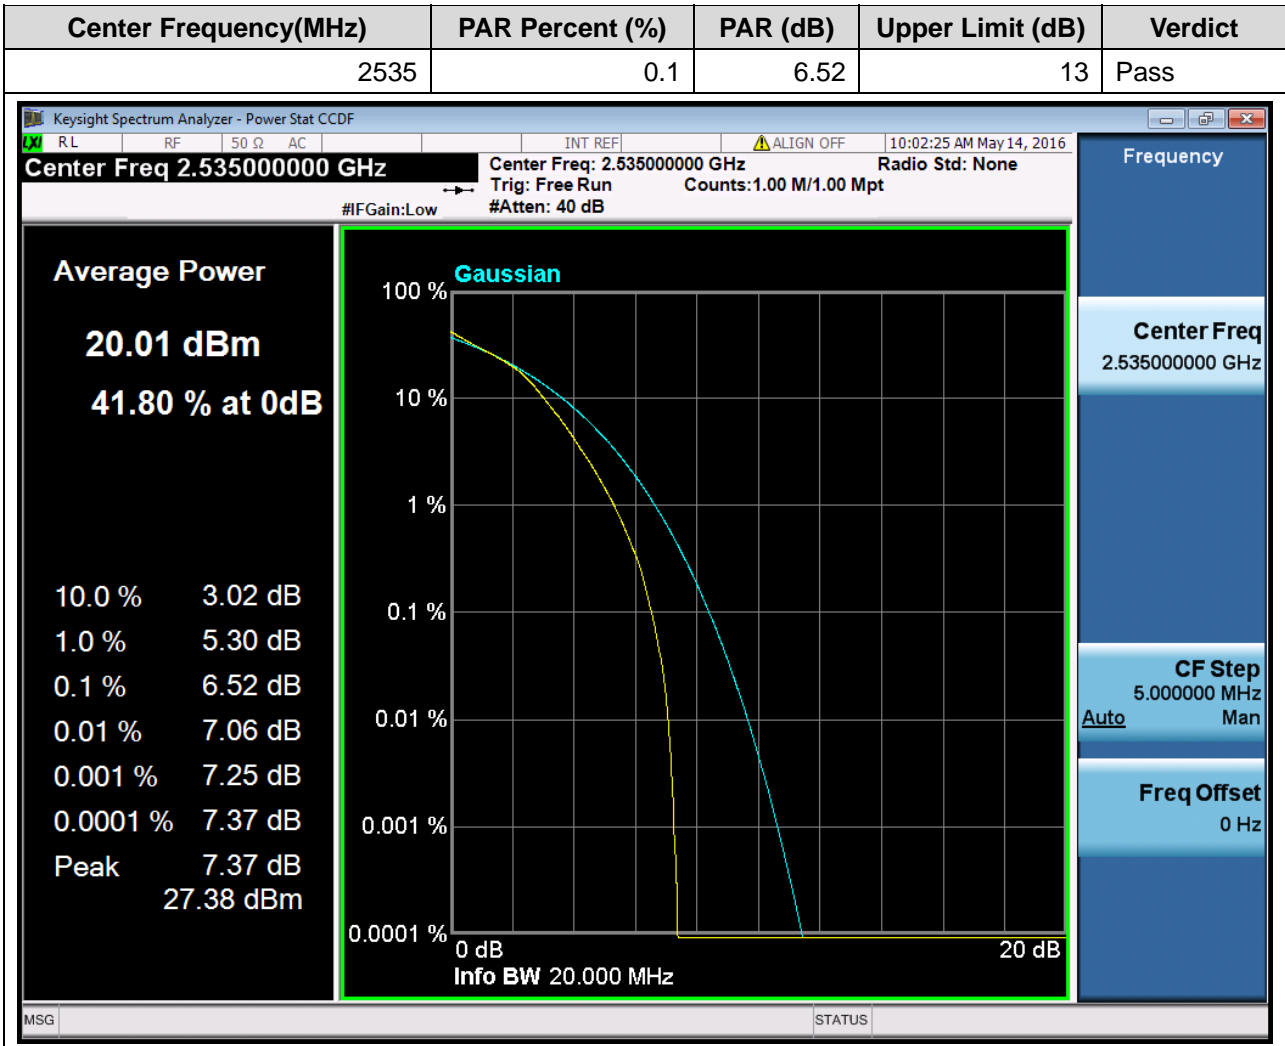 Center Frequency(MHz) PAR Percent (%) PAR (dB) Upper Limit (dB) Verdict
2535 0.1 6.52 13 Pass
Keysight Spectrum Analyzer - Power Stat CCDF
LXI RL RF 50 Ω AC INT REF ALIGN OFF 10:02:25 AM May 14, 2016
Center Freq 2.535000000 GHz
Center Freq: 2.535000000 GHz Radio Std: None
Trig: Free Run Counts:1.00 M/1.00 Mpt
#IFGain:Low #Atten: 40 dB
Average Power
20.01 dBm
41.80 % at 0dB
10.0 % 3.02 dB
1.0 % 5.30 dB
0.1 % 6.52 dB
0.01 % 7.06 dB
0.001 % 7.25 dB
0.0001 % 7.37 dB
Peak 7.37 dB
27.38 dBm
Gaussian
100 %
10 %
1 %
0.1 %
0.01 %
0.001 %
0.0001 %
0 dB 20 dB
Info BW 20.000 MHz
Frequency
Center Freq
2.535000000 GHz
CF Step
5.000000 MHz
Auto Man
Freq Offset
0 Hz
MSG STATUS